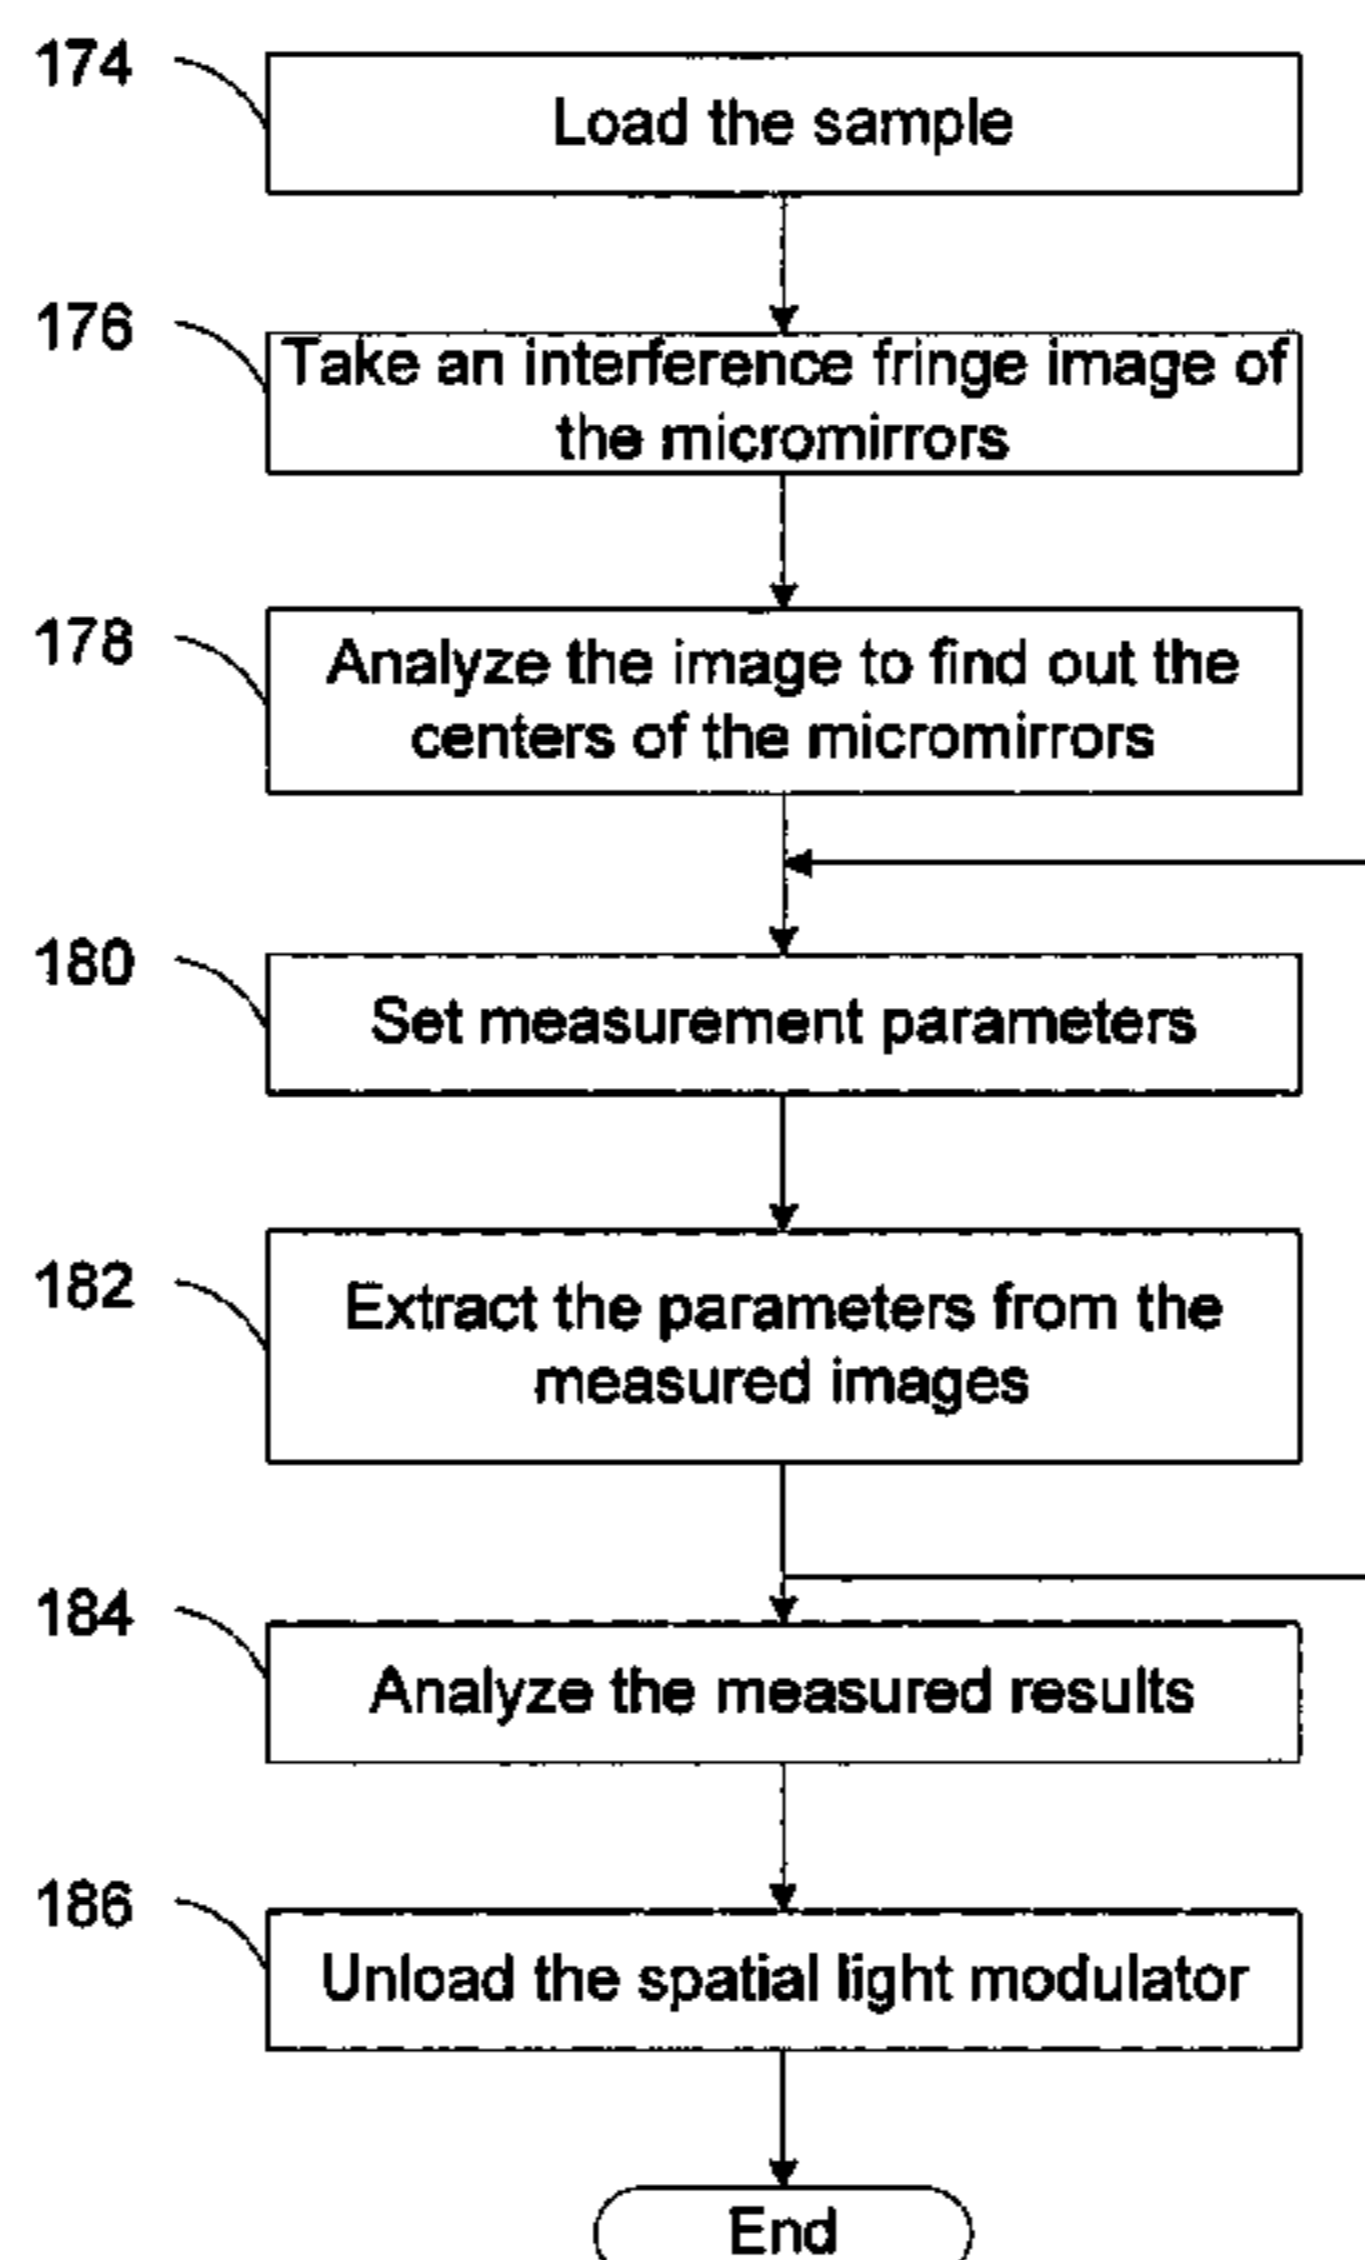 174
Load the sample
176
Take an interference fringe image of
the micromirrors
178
Analyze the image to find out the
centers of the micromirrors
180
Set measurement parameters
182
Extract the parameters from the
measured images
184
Analyze the measured results
186
Unload the spatial light modulator
End